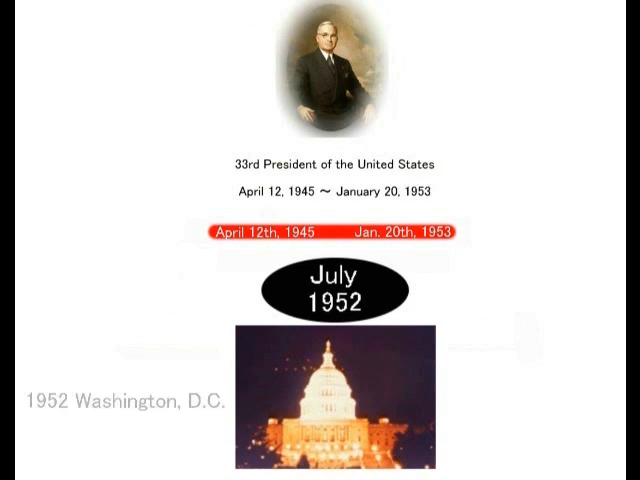 33rd President of the United States
April 12, 1945 ～ January 20, 1953
April 12th, 1945 Jan. 20th, 1953
July
1952
1952 Washington, D.C.